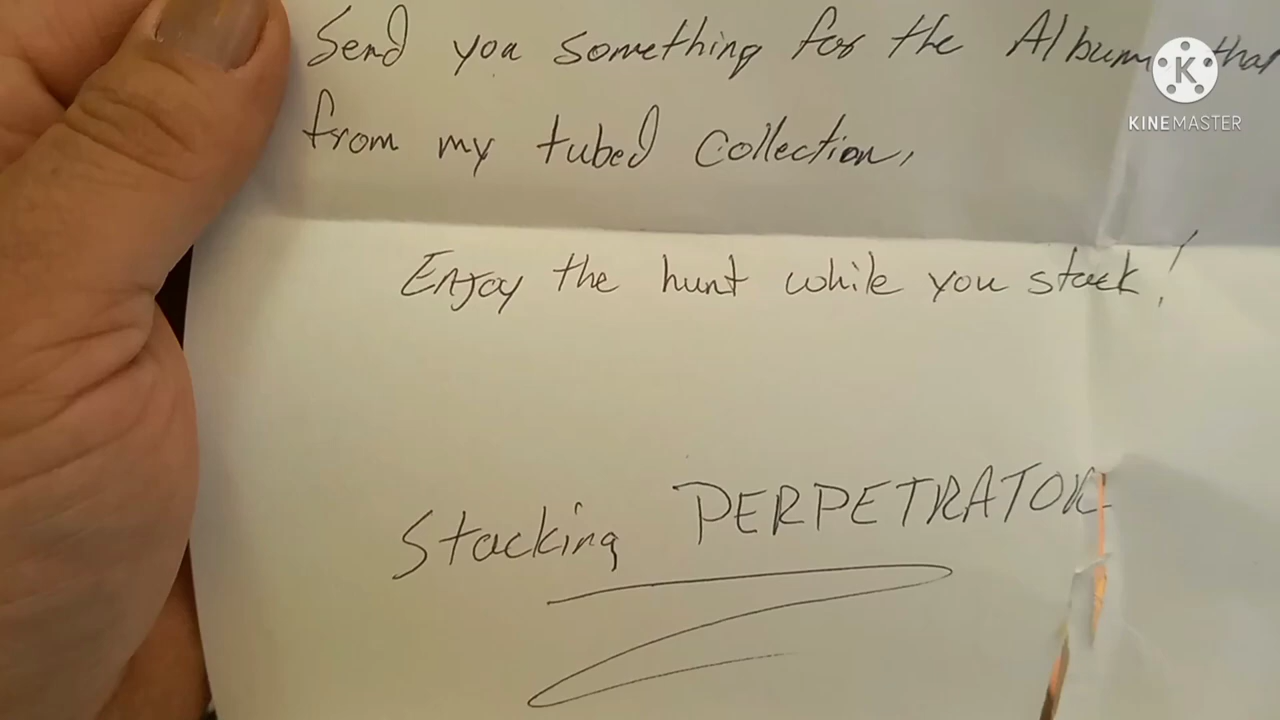 Send you something for the Album that
from my tubed collection,
Enjoy the hunt while you stack!
Stacking PERPETRATOR
K
KINEMASTER